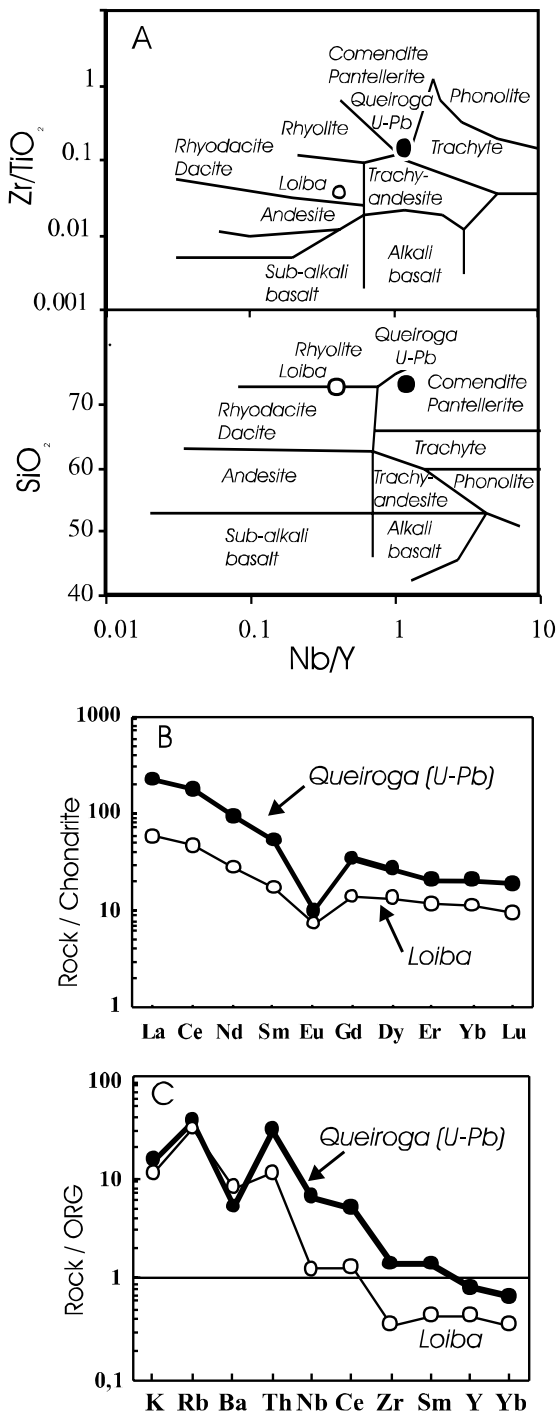 A
Comendite
Pantellerite
Queiroga
U-Pb
Phonolite
Rhyolite
Trachyte
Rhyodacite
Dacite
Loiba
Trachy-
andesite
Andesite
Sub-alkali
basalt
Alkali
basalt
1
0.1
0.01
0.001
Zr/TiO2
Queiroga
U-Pb
Rhyolite
Loiba
Comendite
Pantellerite
Rhyodacite
Dacite
Trachyte
Andesite
Trachy-
andesite
Phonolite
Sub-alkali
basalt
Alkali
basalt
70
60
50
40
SiO2
0.01
0.1
1
10
Nb/Y
B
Queiroga (U-Pb)
Loiba
1000
100
10
1
Rock / Chondrite
La Ce Nd Sm Eu Gd Dy Er Yb Lu
C
Queiroga (U-Pb)
Loiba
100
10
1
0,1
Rock / ORG
K Rb Ba Th Nb Ce Zr Sm Y Yb